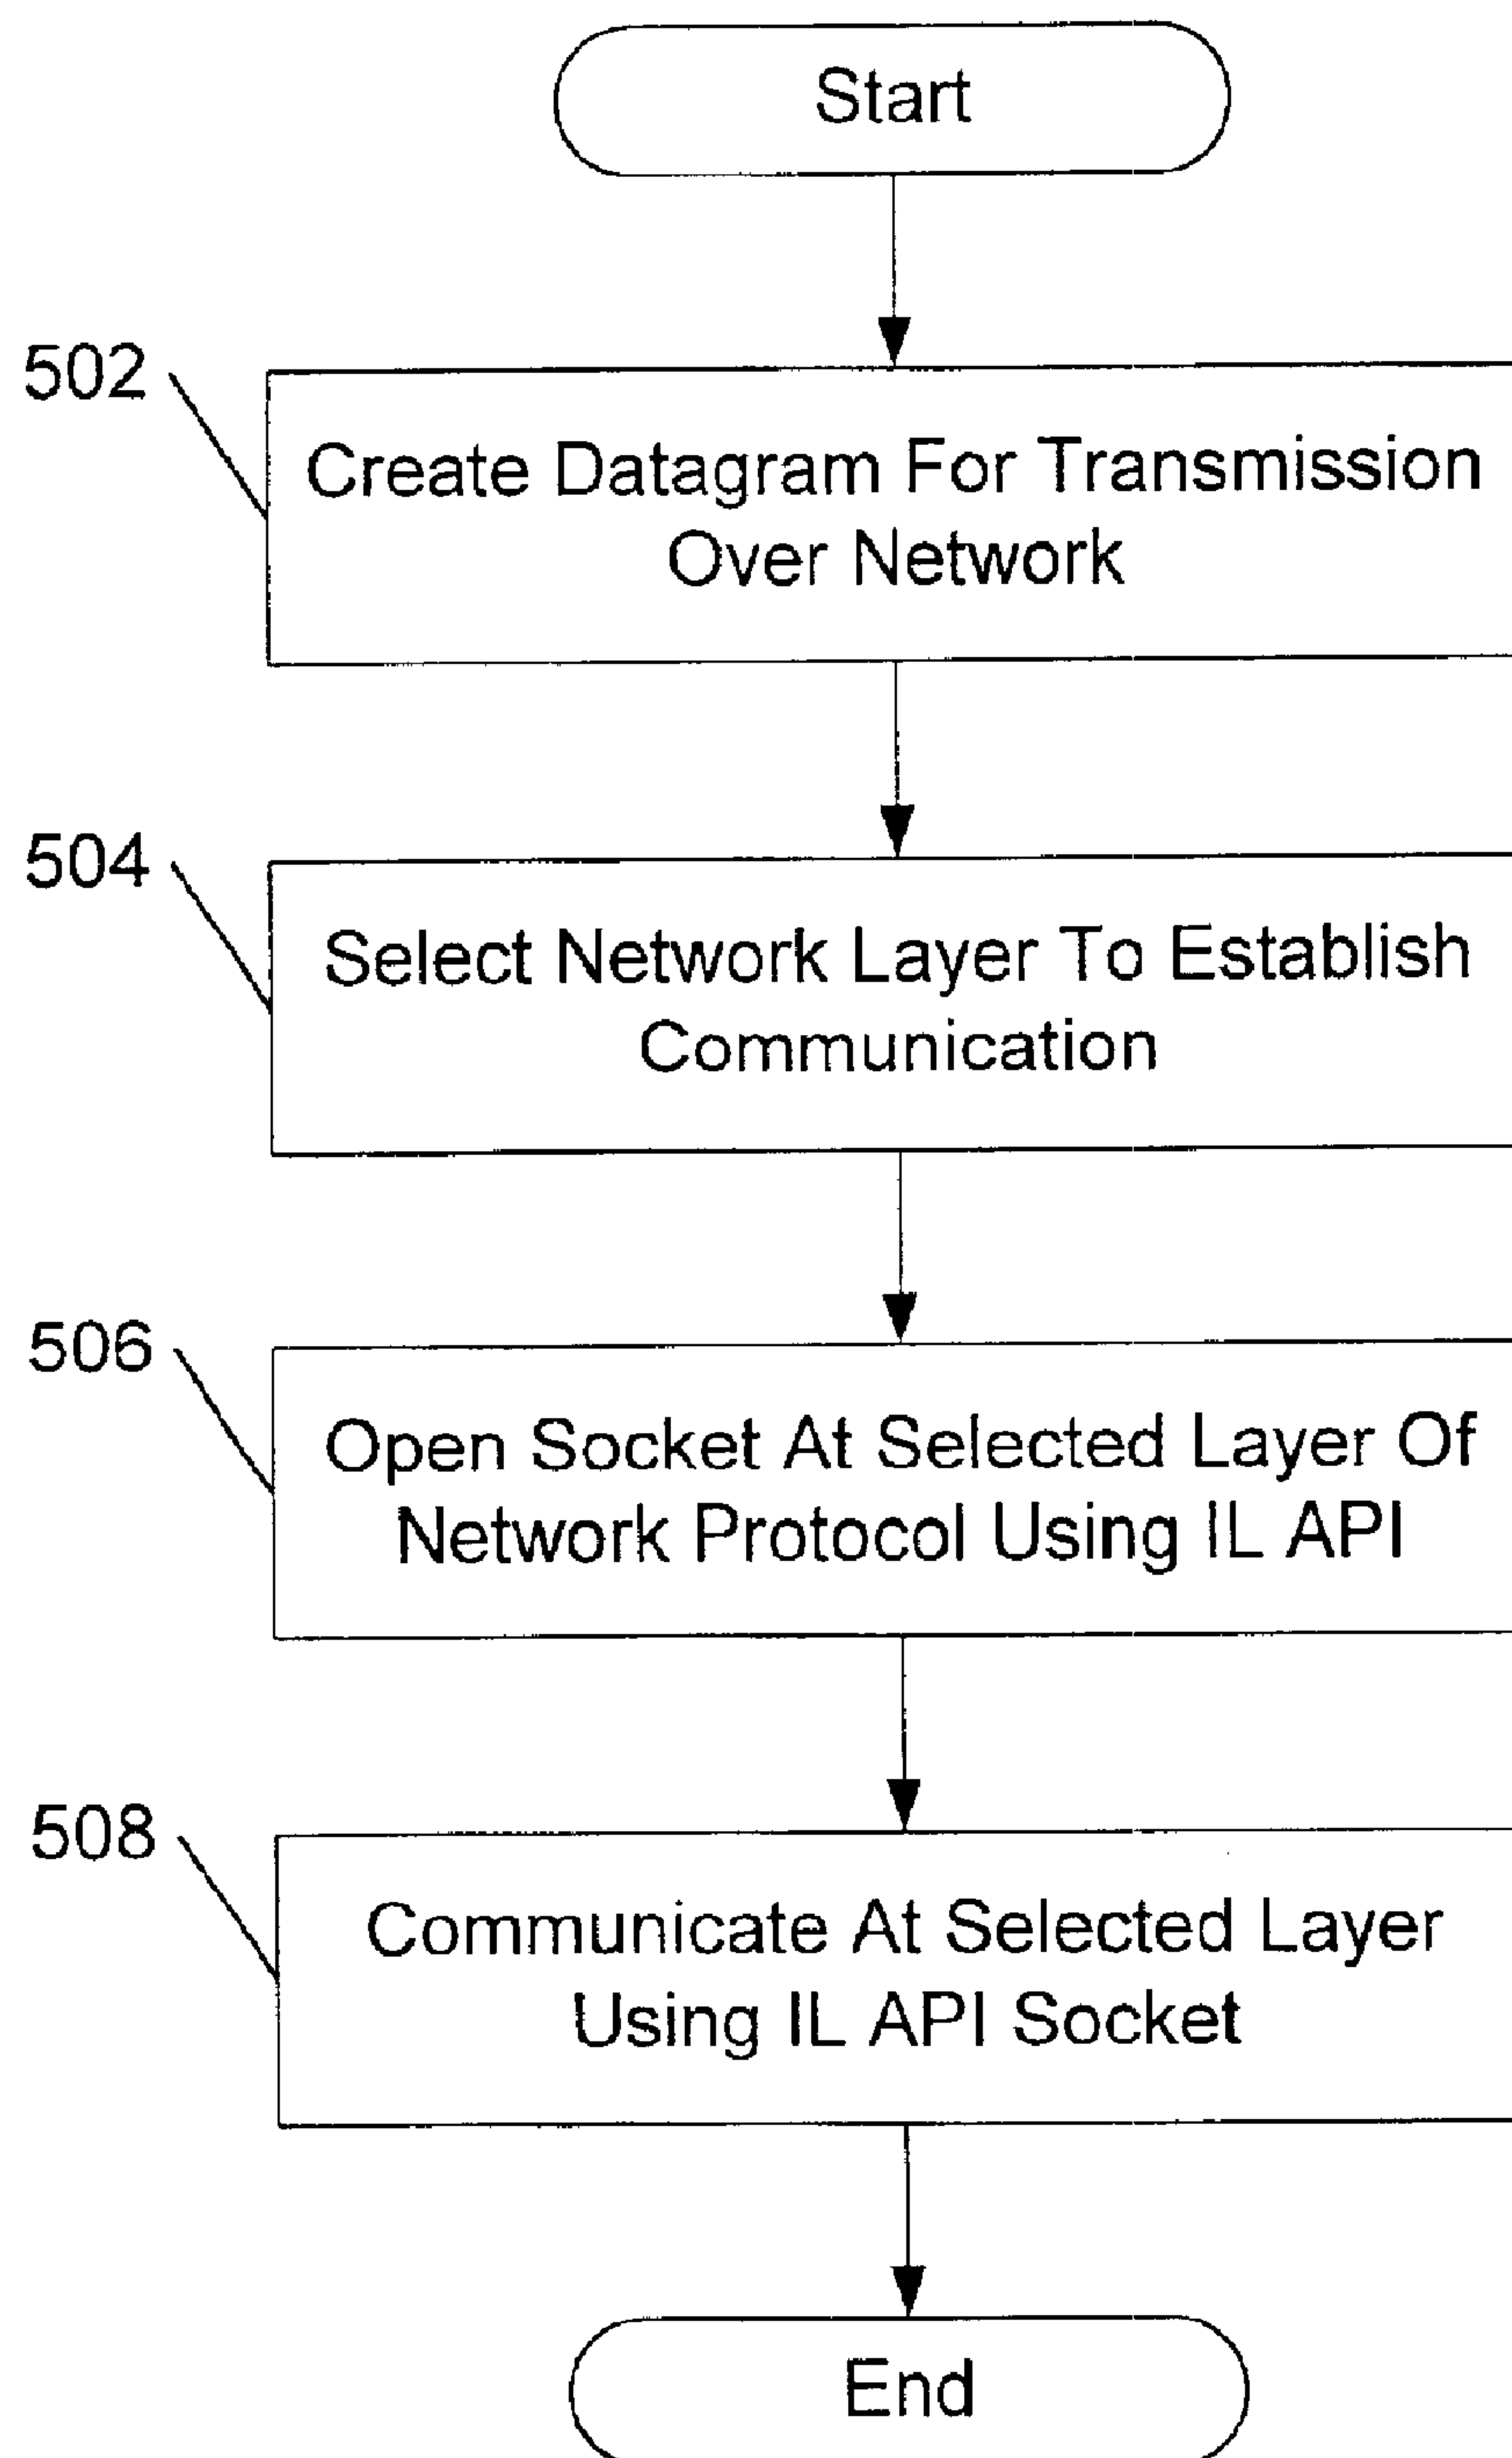 Start
502
Create Datagram For Transmission
Over Network
504
Select Network Layer To Establish
Communication
506
Open Socket At Selected Layer Of
Network Protocol Using IL API
508
Communicate At Selected Layer
Using IL API Socket
End